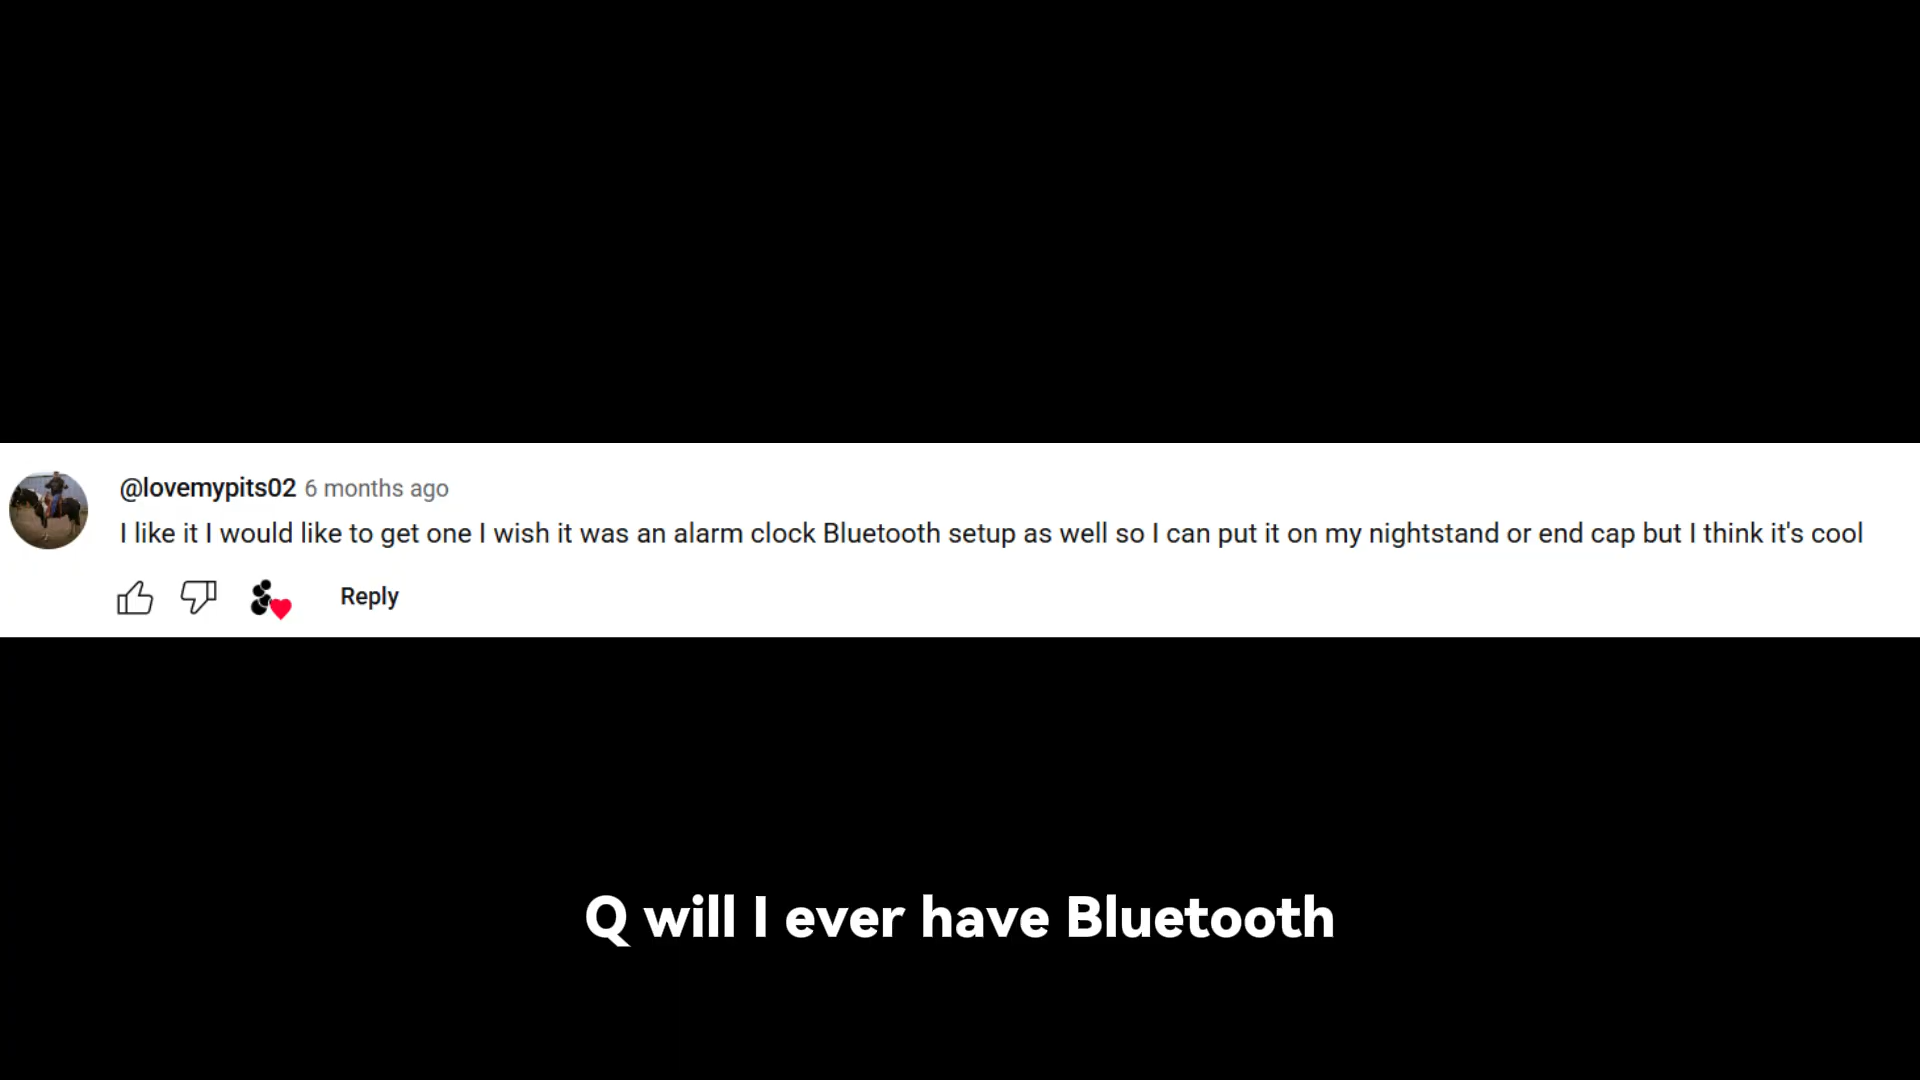 @lovemypits02 6 months ago
I like it I would like to get one I wish it was an alarm clock Bluetooth setup as well so I can put it on my nightstand or end cap but I think it's cool
Reply
Q will I ever have Bluetooth